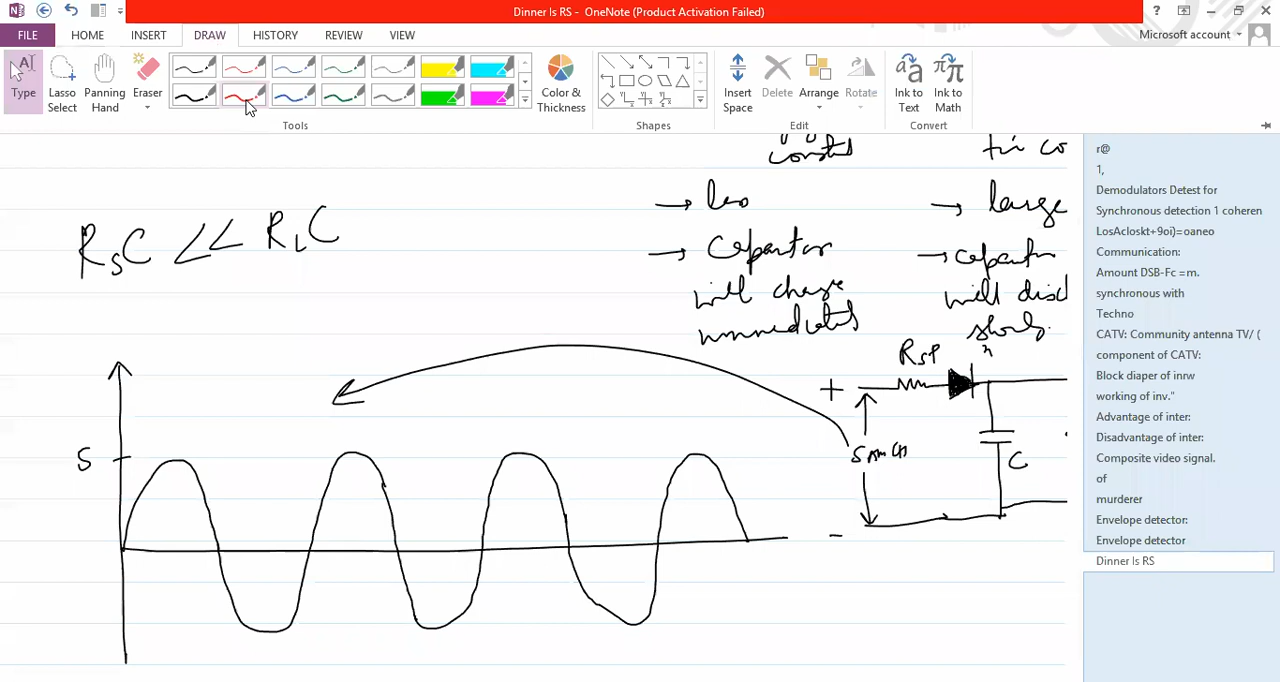 Dinner Is RS - OneNote (Product Activation Failed)
FILE HOME INSERT DRAW HISTORY REVIEW VIEW
Microsoft account
Type
Lasso Select
Panning Hand
Eraser
Color & Thickness
Insert Space
Delete
Arrange
Rotate
Ink to Text
Ink to Math
Tools
Shapes
Edit
Convert
→ less
→ large
→ Capacitor
will charge
immediately
→ capacitor
will disch
slowly
RsC << RLC
Rs
+
5
C
-
r@
1,
Demodulators Detest for
Synchronous detection 1 coheren
LosAcloskt+9oi)=oaneo
Communication:
Amount DSB-Fc =m.
synchronous with
Techno
CATV: Community antenna TV/ (
component of CATV:
Block diaper of inrw
working of inv."
Advantage of inter:
Disadvantage of inter:
Composite video signal.
of
murderer
Envelope detector:
Envelope detector
Dinner Is RS